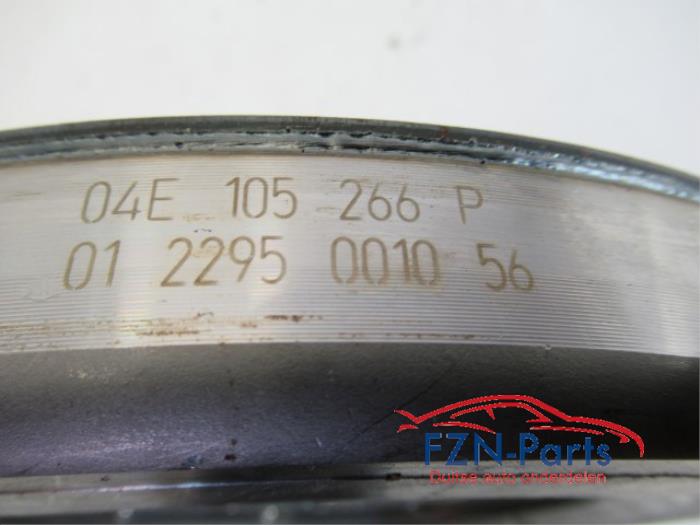 04E 105 266 P
01 2295 0010 56
FZN-Parts
Duitse auto onderdelen